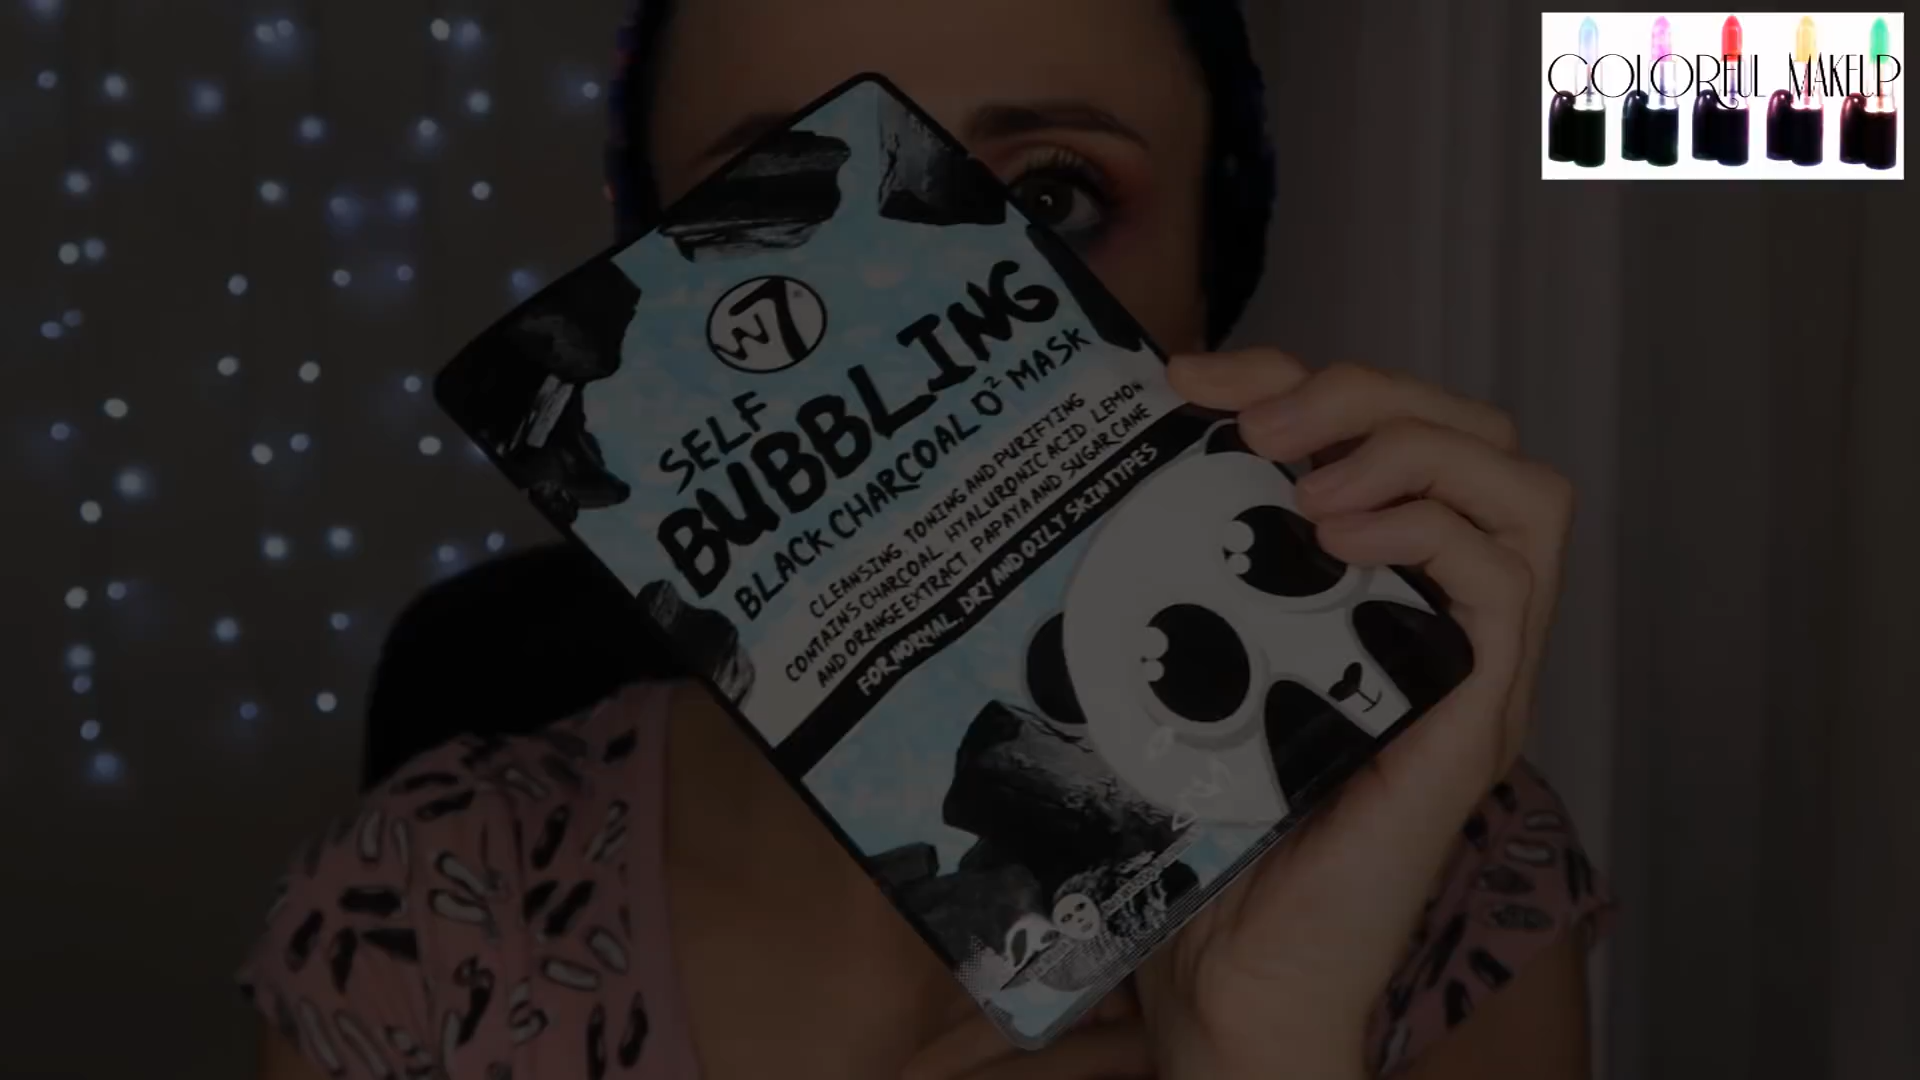 COLORFUL MAKEUP
W7
SELF
BUBBLING
BLACK CHARCOAL O² MASK
CLEANSING TONING AND PURIFYING
CONTAINS CHARCOAL HYALURONIC ACID LEMON
AND ORANGE EXTRACT PAPAYA AND SUGAR CANE
FOR NORMAL, DRY AND OILY SKIN TYPES